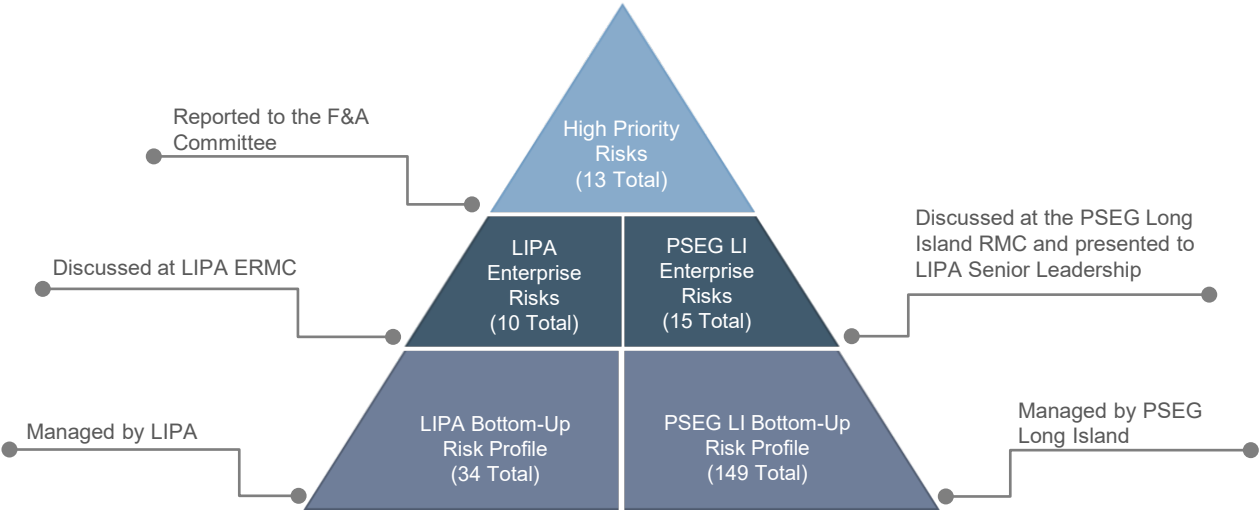 High Priority
Risks
(13 Total)
Reported to the F&A
Committee
LIPA
Enterprise
Risks
(10 Total)
PSEG LI
Enterprise
Risks
(15 Total)
Discussed at LIPA ERMC
Discussed at the PSEG Long
Island RMC and presented to
LIPA Senior Leadership
LIPA Bottom-Up
Risk Profile
(34 Total)
PSEG LI Bottom-Up
Risk Profile
(149 Total)
Managed by LIPA
Managed by PSEG
Long Island